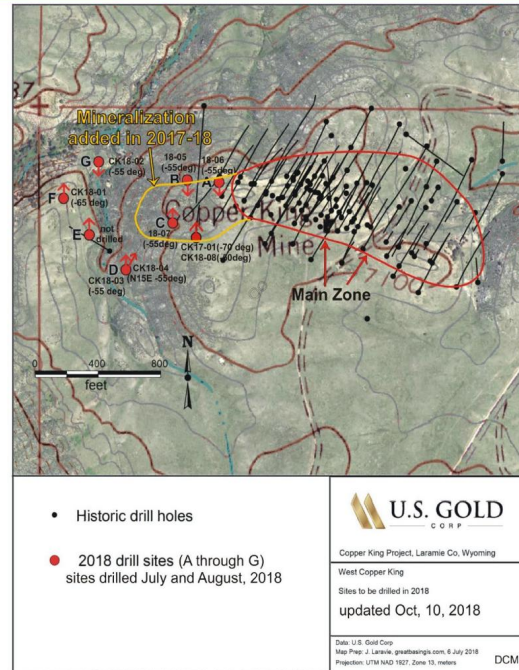 87
Mineralization
added in 2017-18
G
CK18-02
(-55 deg)
18-05
(-55deg)
18-06
(-55deg)
B
A
F
CK18-01
(-65 deg)
E
not
drilled
C
18-07
(-55deg)
Copper King
Mine
CK17-01(-70 deg)
D
CK18-04
(N15E -55deg)
CK18-03
(-55 deg)
7100
Main Zone
N
0 400 600
feet
Historic drill holes
2018 drill sites (A through G)
sites drilled July and August, 2018
U.S. GOLD
CORP
Copper King Project, Laramie Co, Wyoming
West Copper King
Sites to be drilled in 2018
updated Oct, 10, 2018
Data: U.S. Gold Corp
Map Prep: J. Laravie, greatbasingis.com, 6 July 2018
Projection: UTM NAD 1927, Zone 13, meters
DCM